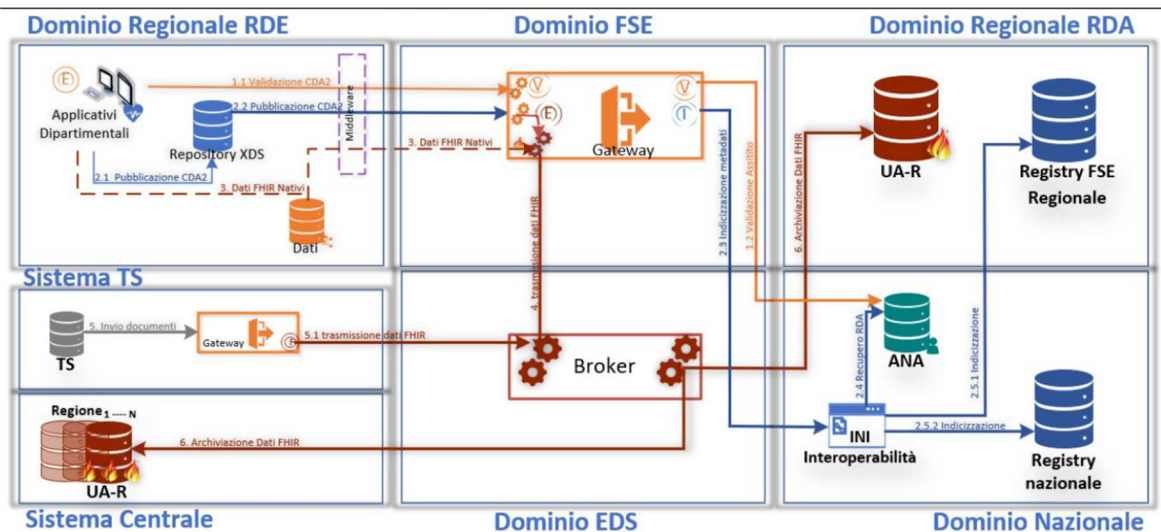 Dominio Regionale RDE
Dominio FSE
Dominio Regionale RDA
E
Applicativi
Dipartimentali
1.1 Validazione CDA2
2.2 Pubblicazione CDA2
Middleware
Repository XDS
2.1 Pubblicazione CDA2
3. Dati FHIR Nativi
3. Dati FHIR Nativi
Dati
V
E
V
I
Gateway
4. trasmissione dati FHIR
2.3 Indicizzazione metadati
1.2 Validazione Assitito
6. Archiviazione Dati FHIR
UA-R
Registry FSE
Regionale
Sistema TS
TS
5. Invio documenti
Gateway
5.1 trasmissione dati FHIR
Broker
ANA
2.4 Recupero RDA
2.5.1 Indicizzazione
INI
Interoperabilità
2.5.2 Indicizzazione
Registry
nazionale
Regione 1 ---- N
6. Archiviazione Dati FHIR
UA-R
Sistema Centrale
Dominio EDS
Dominio Nazionale